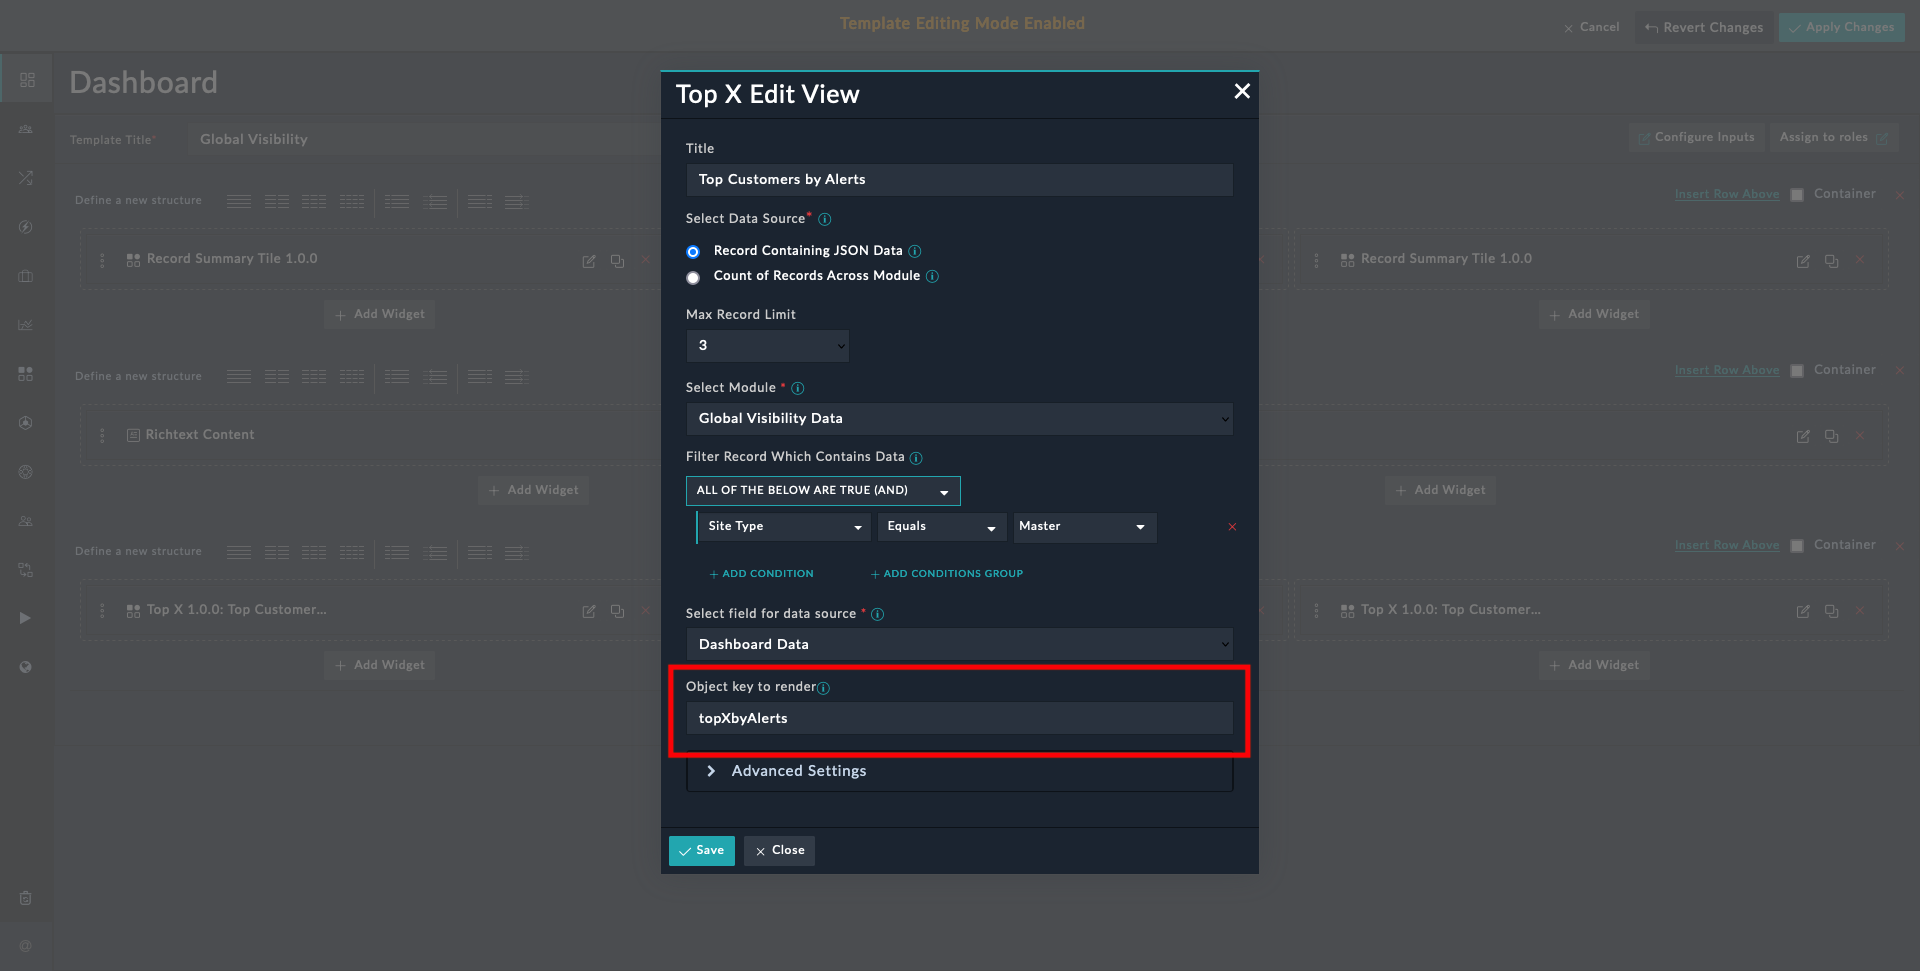 Template Editing Mode Enabled
Cancel
Revert Changes
Apply Changes
Dashboard
Template Title*
Global Visibility
Configure Inputs
Assign to roles
Define a new structure
Insert Row Above
Container
Record Summary Tile 1.0.0
Record Summary Tile 1.0.0
+ Add Widget
+ Add Widget
Define a new structure
Insert Row Above
Container
Richtext Content
+ Add Widget
+ Add Widget
Define a new structure
Insert Row Above
Container
Top X 1.0.0: Top Customer...
Top X 1.0.0: Top Customer...
+ Add Widget
+ Add Widget
Top X Edit View
Title
Top Customers by Alerts
Select Data Source*
Record Containing JSON Data
Count of Records Across Module
Max Record Limit
3
Select Module *
Global Visibility Data
Filter Record Which Contains Data
ALL OF THE BELOW ARE TRUE (AND)
Site Type
Equals
Master
+ ADD CONDITION
+ ADD CONDITIONS GROUP
Select field for data source *
Dashboard Data
Object key to render
topXbyAlerts
Advanced Settings
Save
Close